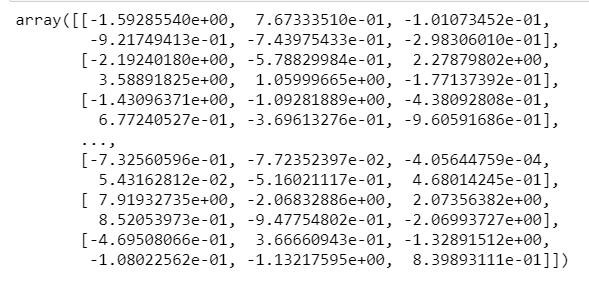 array([[-1.59285540e+00,  7.67333510e-01, -1.01073452e-01,
        -9.21749413e-01, -7.43975433e-01, -2.98306010e-01],
       [-2.19240180e+00, -5.78829984e-01,  2.27879802e+00,
         3.58891825e+00,  1.05999665e+00, -1.77137392e-01],
       [-1.43096371e+00, -1.09281889e+00, -4.38092808e-01,
         6.77240527e-01, -3.69613276e-01, -9.60591686e-01],
       ...,
       [-7.32560596e-01, -7.72352397e-02, -4.05644759e-04,
         5.43162812e-02, -5.16021117e-01,  4.68014245e-01],
       [ 7.91932735e+00, -2.06832886e+00,  2.07356382e+00,
         8.52053973e-01, -9.47754802e-01, -2.06993727e+00],
       [-4.69508066e-01,  3.66660943e-01, -1.32891512e+00,
        -1.08022562e-01, -1.13217595e+00,  8.39893111e-01]])